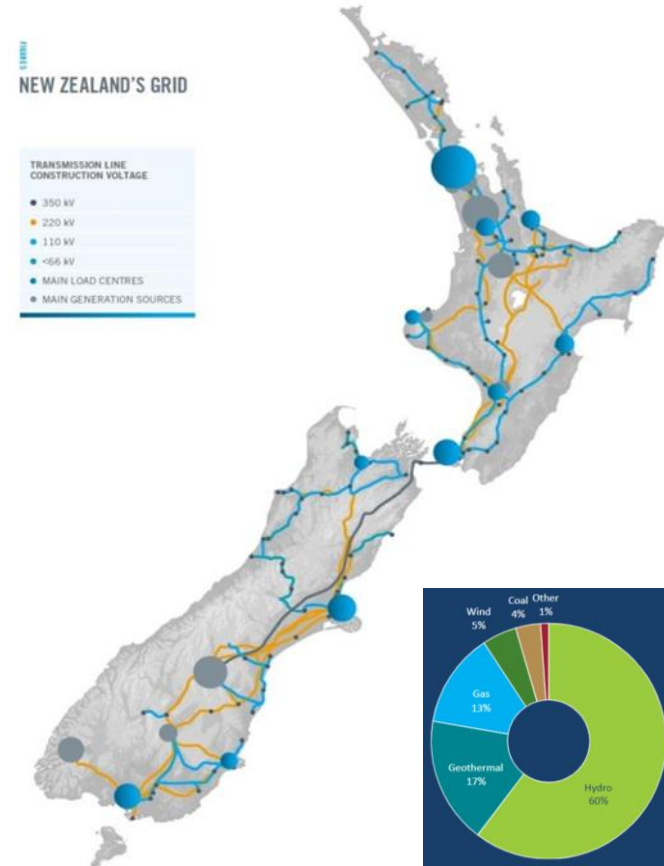 FIGURE 5
NEW ZEALAND'S GRID
TRANSMISSION LINE
CONSTRUCTION VOLTAGE
350 kV
220 kV
110 kV
<66 kV
MAIN LOAD CENTRES
MAIN GENERATION SOURCES
Other
1%
Coal
4%
Wind
5%
Gas
13%
Geothermal
17%
Hydro
60%